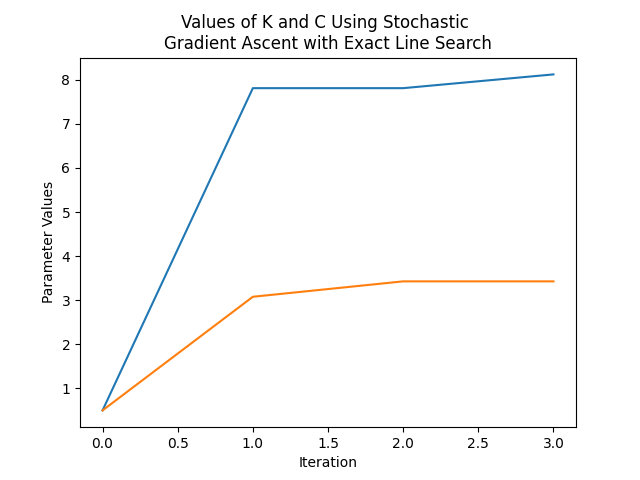 Values of K and C Using Stochastic
Gradient Ascent with Exact Line Search
8
7
6
5
4
3
2
1
Parameter Values
0.0 0.5 1.0 1.5 2.0 2.5 3.0
Iteration